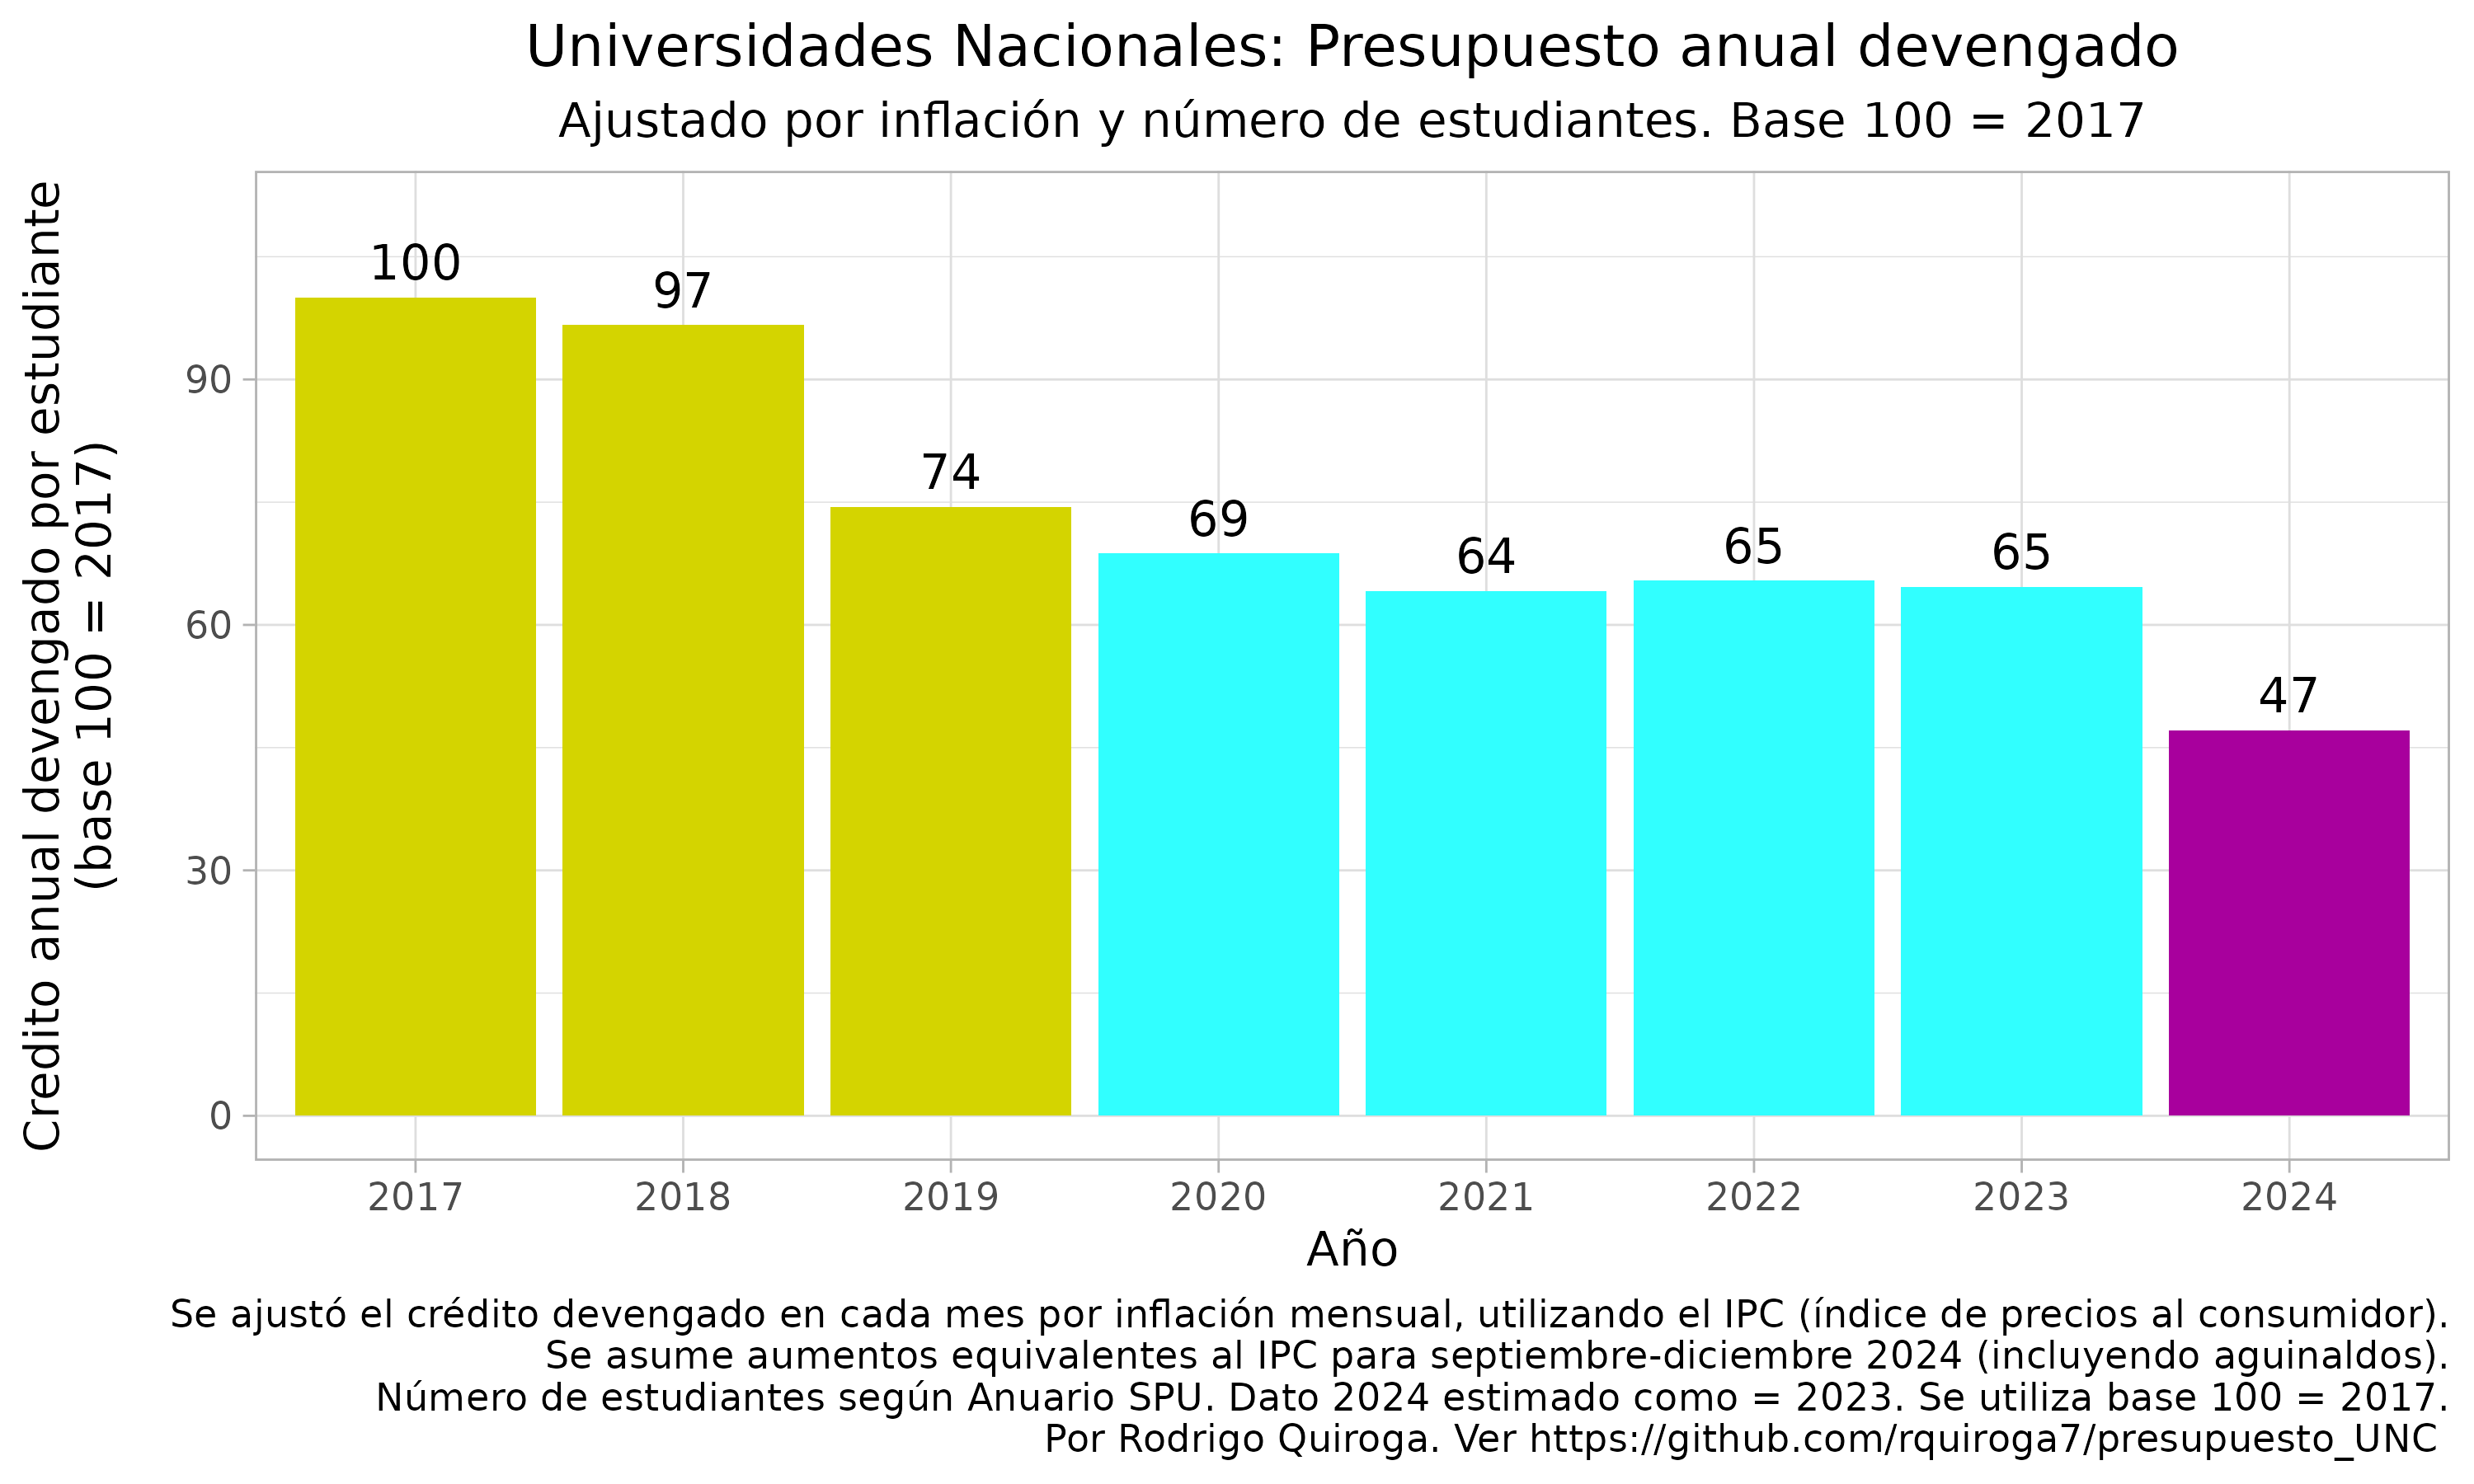 Universidades Nacionales: Presupuesto anual devengado
Ajustado por inflación y número de estudiantes. Base 100 = 2017
Credito anual devengado por estudiante
(base 100 = 2017)
90
60
30
0
100
97
74
69
64
65
65
47
2017
2018
2019
2020
2021
2022
2023
2024
Año
Se ajustó el crédito devengado en cada mes por inflación mensual, utilizando el IPC (índice de precios al consumidor).
Se asume aumentos equivalentes al IPC para septiembre-diciembre 2024 (incluyendo aguinaldos).
Número de estudiantes según Anuario SPU. Dato 2024 estimado como = 2023. Se utiliza base 100 = 2017.
Por Rodrigo Quiroga. Ver https://github.com/rquiroga7/presupuesto_UNC